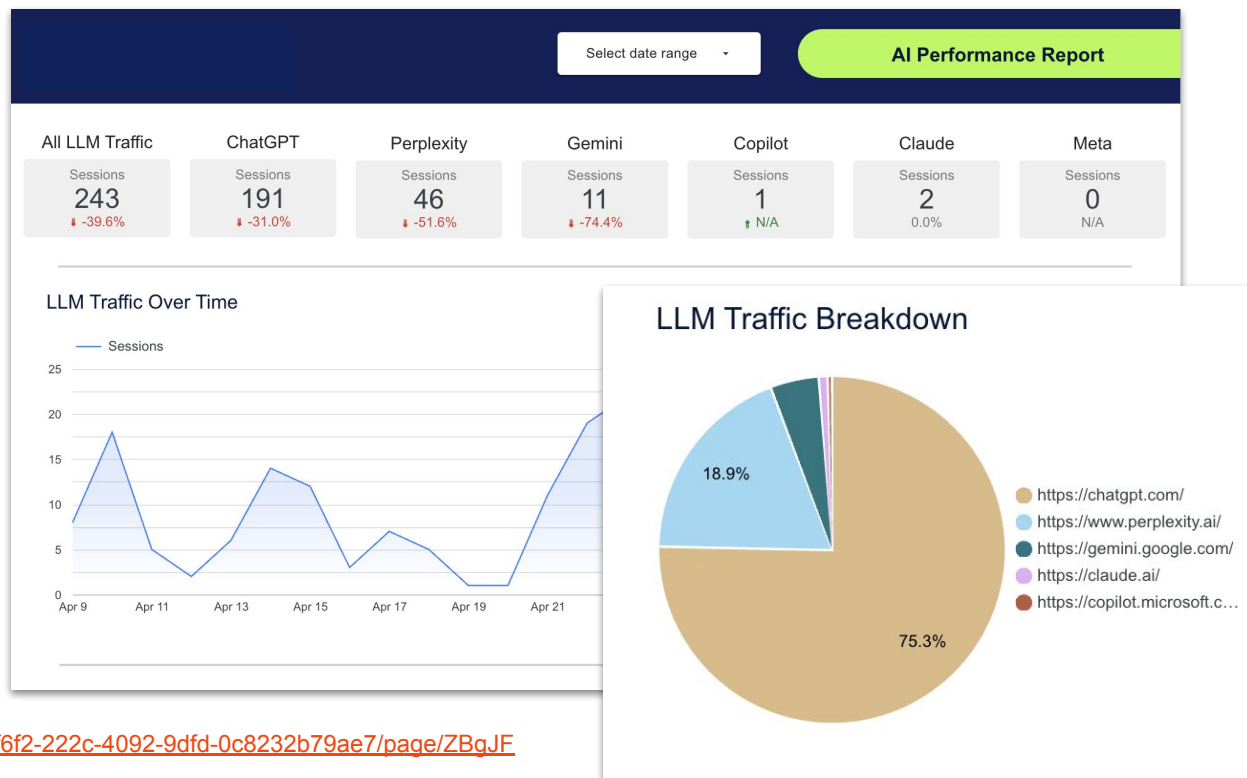 Select date range
AI Performance Report
All LLM Traffic
Sessions
243
-39.6%
ChatGPT
Sessions
191
-31.0%
Perplexity
Sessions
46
-51.6%
Gemini
Sessions
11
-74.4%
Copilot
Sessions
1
N/A
Claude
Sessions
2
0.0%
Meta
Sessions
0
N/A
LLM Traffic Over Time
Sessions
25
20
15
10
5
0
Apr 9
Apr 11
Apr 13
Apr 15
Apr 17
Apr 19
Apr 21
LLM Traffic Breakdown
18.9%
75.3%
https://chatgpt.com/
https://www.perplexity.ai/
https://gemini.google.com/
https://claude.ai/
https://copilot.microsoft.c...
6f2-222c-4092-9dfd-0c8232b79ae7/page/ZBgJF